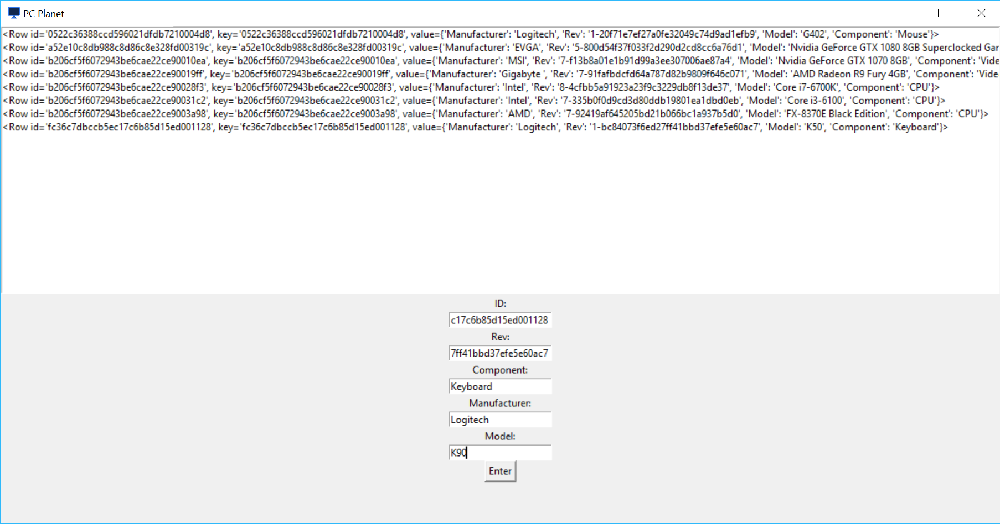 PC Planet
<Row id='0522c36388ccd596021dfdb7210004d8', key='0522c36388ccd596021dfdb7210004d8', value={'Manufacturer': 'Logitech', 'Rev': '1-20f71e7ef27a0fe32049c74d9ad1efb9', 'Model': 'G402', 'Component': 'Mouse'}>
<Row id='a52e10c8db988c8d86c8e328fd00319c', key='a52e10c8db988c8d86c8e328fd00319c', value={'Manufacturer': 'EVGA', 'Rev': '5-800d54f37f033f2d290d2cd8cc6a76d1', 'Model': 'Nvidia GeForce GTX 1080 8GB Superclocked Gar
<Row id='b206cf5f6072943be6cae22ce90010ea', key='b206cf5f6072943be6cae22ce90010ea', value={'Manufacturer': 'MSI', 'Rev': '7-f13b8a01e1b91d99a3ee307006ae87a4', 'Model': 'Nvidia GeForce GTX 1070 8GB', 'Component': 'Vide
<Row id='b206cf5f6072943be6cae22ce90019ff', key='b206cf5f6072943be6cae22ce90019ff', value={'Manufacturer': 'Gigabyte ', 'Rev': '7-91fafbdcfd64a787d82b9809f646c071', 'Model': 'AMD Radeon R9 Fury 4GB', 'Component': 'Vide
<Row id='b206cf5f6072943be6cae22ce90028f3', key='b206cf5f6072943be6cae22ce90028f3', value={'Manufacturer': 'Intel', 'Rev': '8-4cfbb5a91923a23f9c3229db8f13de37', 'Model': 'Core i7-6700K', 'Component': 'CPU'}>
<Row id='b206cf5f6072943be6cae22ce90031c2', key='b206cf5f6072943be6cae22ce90031c2', value={'Manufacturer': 'Intel', 'Rev': '7-335b0f0d9cd3d80ddb19801ea1dbd0eb', 'Model': 'Core i3-6100', 'Component': 'CPU'}>
<Row id='b206cf5f6072943be6cae22ce9003a98', key='b206cf5f6072943be6cae22ce9003a98', value={'Manufacturer': 'AMD', 'Rev': '7-92419af645205bd21b066bc1a937b5d0', 'Model': 'FX-8370E Black Edition', 'Component': 'CPU'}>
<Row id='fc36c7dbccb5ec17c6b85d15ed001128', key='fc36c7dbccb5ec17c6b85d15ed001128', value={'Manufacturer': 'Logitech', 'Rev': '1-bc84073f6ed27ff41bbd37efe5e60ac7', 'Model': 'K50', 'Component': 'Keyboard'}>
ID:
c17c6b85d15ed001128
Rev:
7ff41bbd37efe5e60ac7
Component:
Keyboard
Manufacturer:
Logitech
Model:
K90
Enter